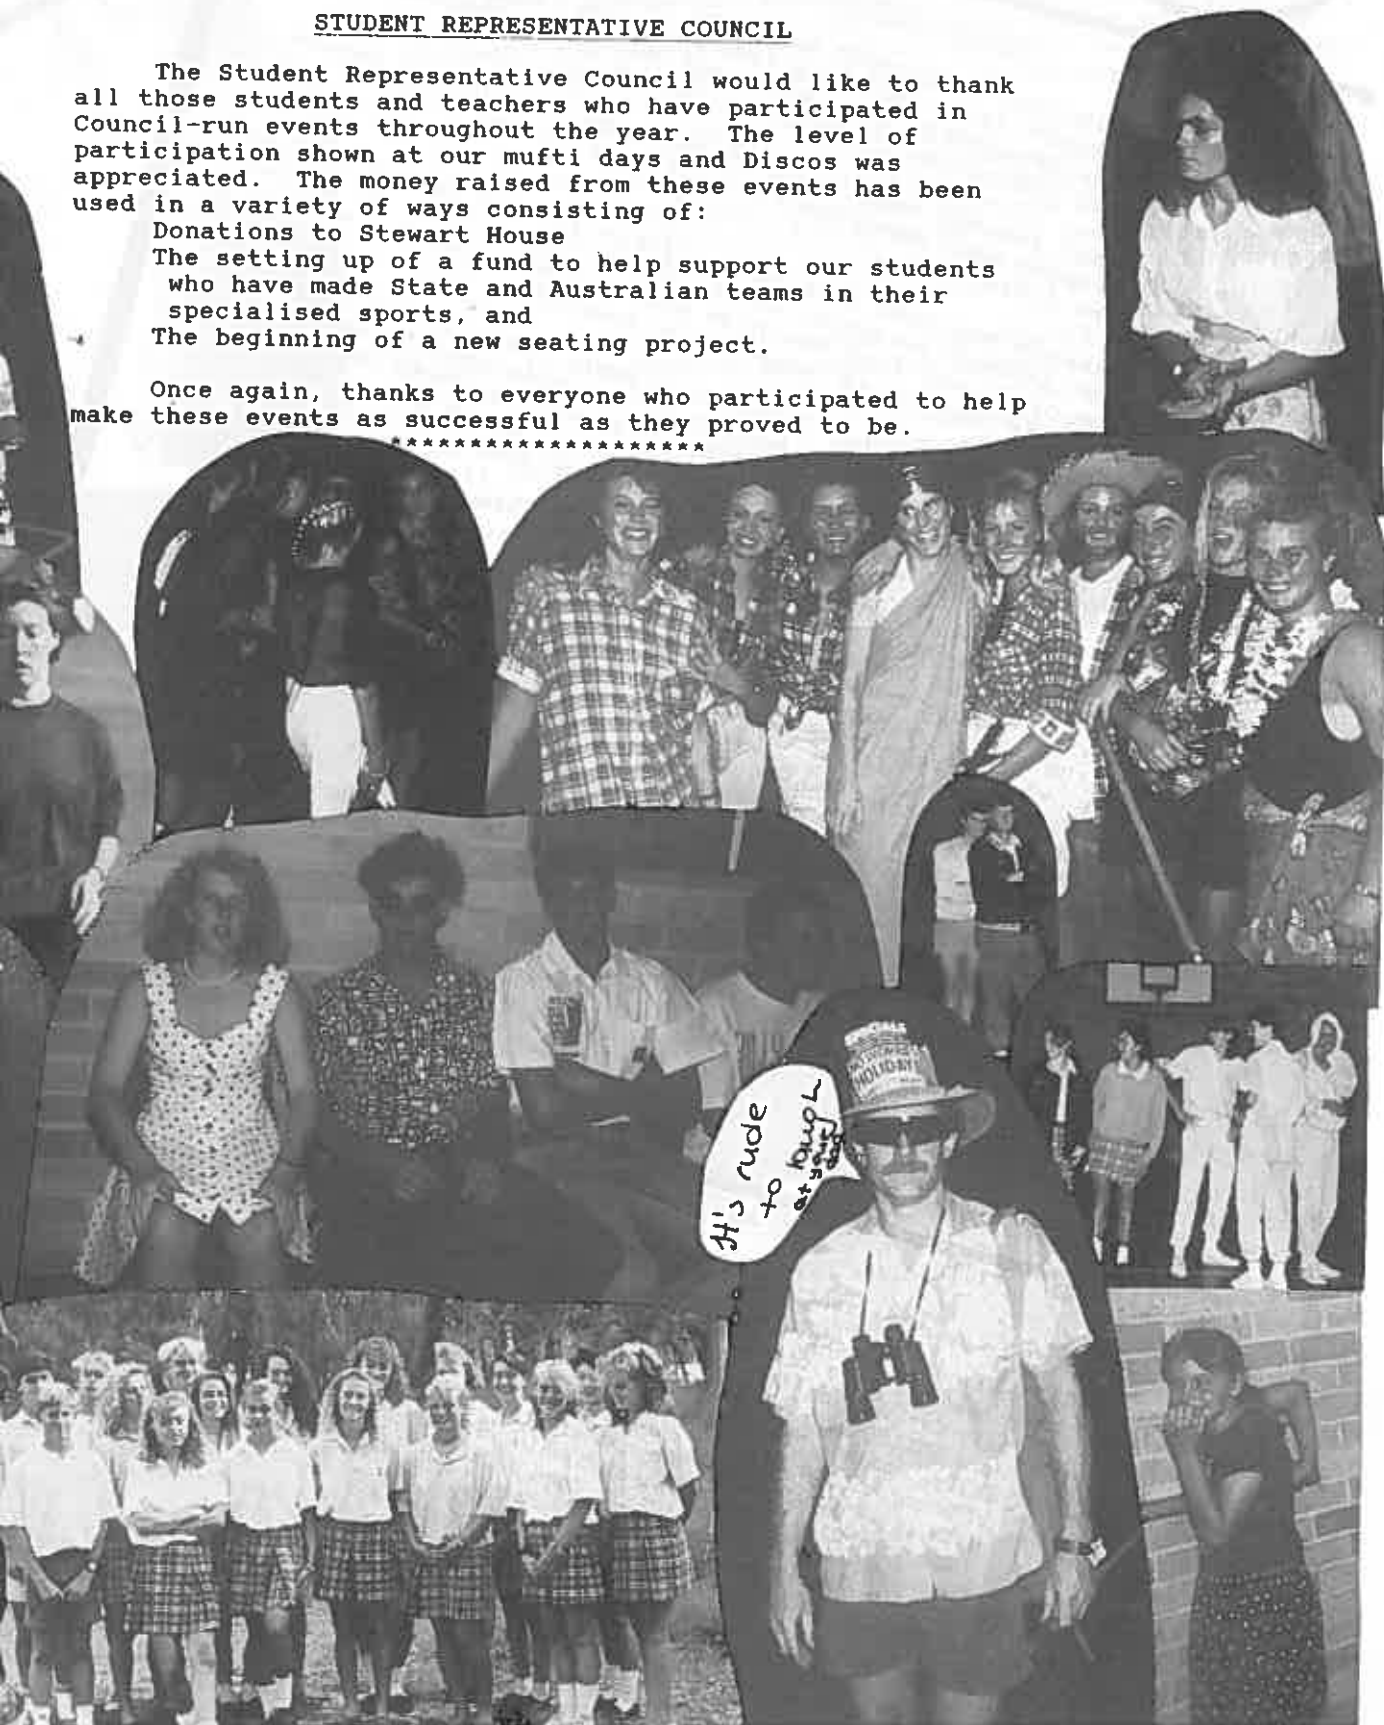 STUDENT REPRESENTATIVE COUNCIL
The Student Representative Council would like to thank
all those students and teachers who have participated in
Council-run events throughout the year. The level of
participation shown at our mufti days and Discos was
appreciated. The money raised from these events has been
used in a variety of ways consisting of:
Donations to Stewart House
The setting up of a fund to help support our students
who have made State and Australian teams in their
specialised sports, and
The beginning of a new seating project.
Once again, thanks to everyone who participated to help
make these events as successful as they proved to be.
********************
It's rude
to laugh
at your
dad
HOLIDAYS